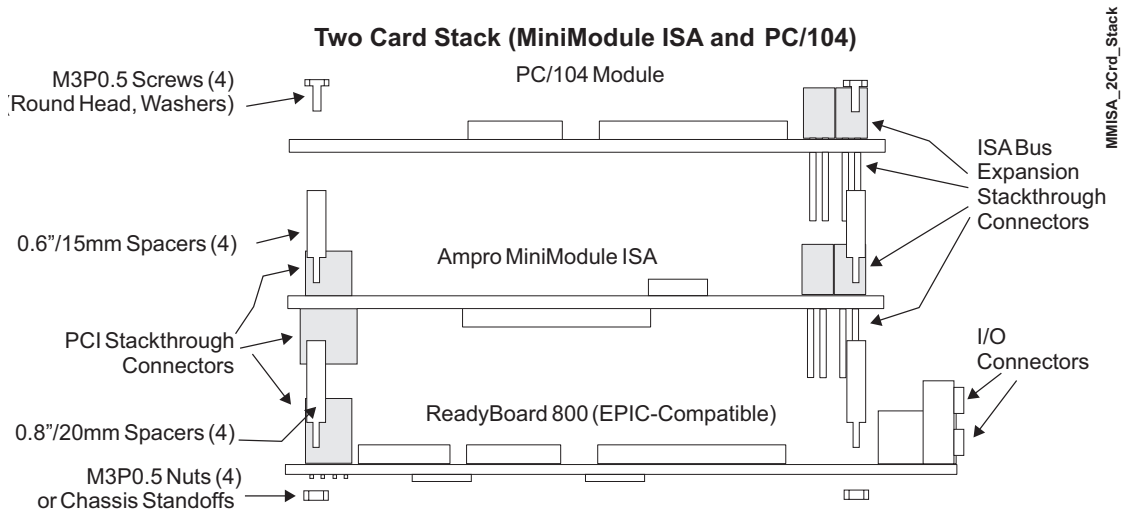 Two Card Stack (MiniModule ISA and PC/104)
MMISA_2Crd_Stack
M3P0.5 Screws (4)
(Round Head, Washers)
PC/104 Module
ISA Bus
Expansion
Stackthrough
Connectors
0.6”/15mm Spacers (4)
Ampro MiniModule ISA
PCI Stackthrough
Connectors
I/O
Connectors
ReadyBoard 800 (EPIC-Compatible)
0.8”/20mm Spacers (4)
M3P0.5 Nuts (4)
or Chassis Standoffs